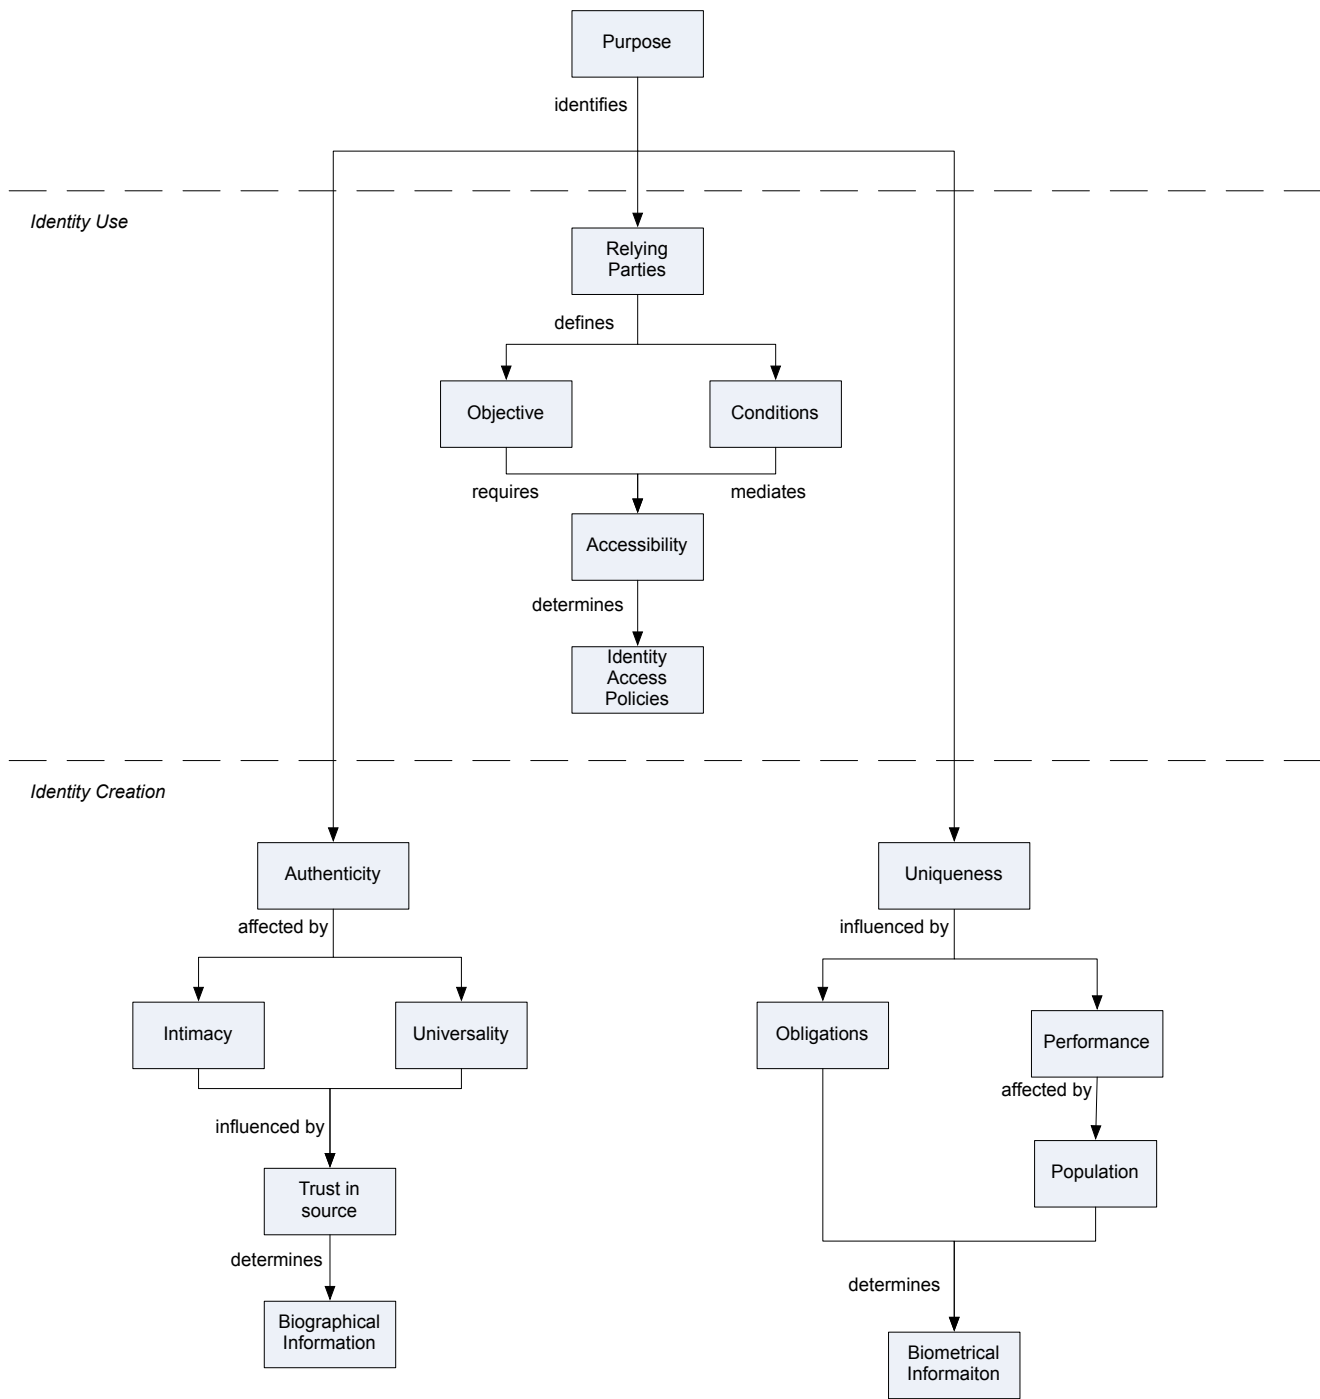 Purpose
identifies
Identity Use
Relying
Parties
defines
Objective
Conditions
requires
mediates
Accessibility
determines
Identity
Access
Policies
Identity Creation
Authenticity
Uniqueness
affected by
influenced by
Intimacy
Universality
Obligations
Performance
affected by
influenced by
Trust in
source
Population
determines
determines
Biographical
Information
Biometrical
Informaiton